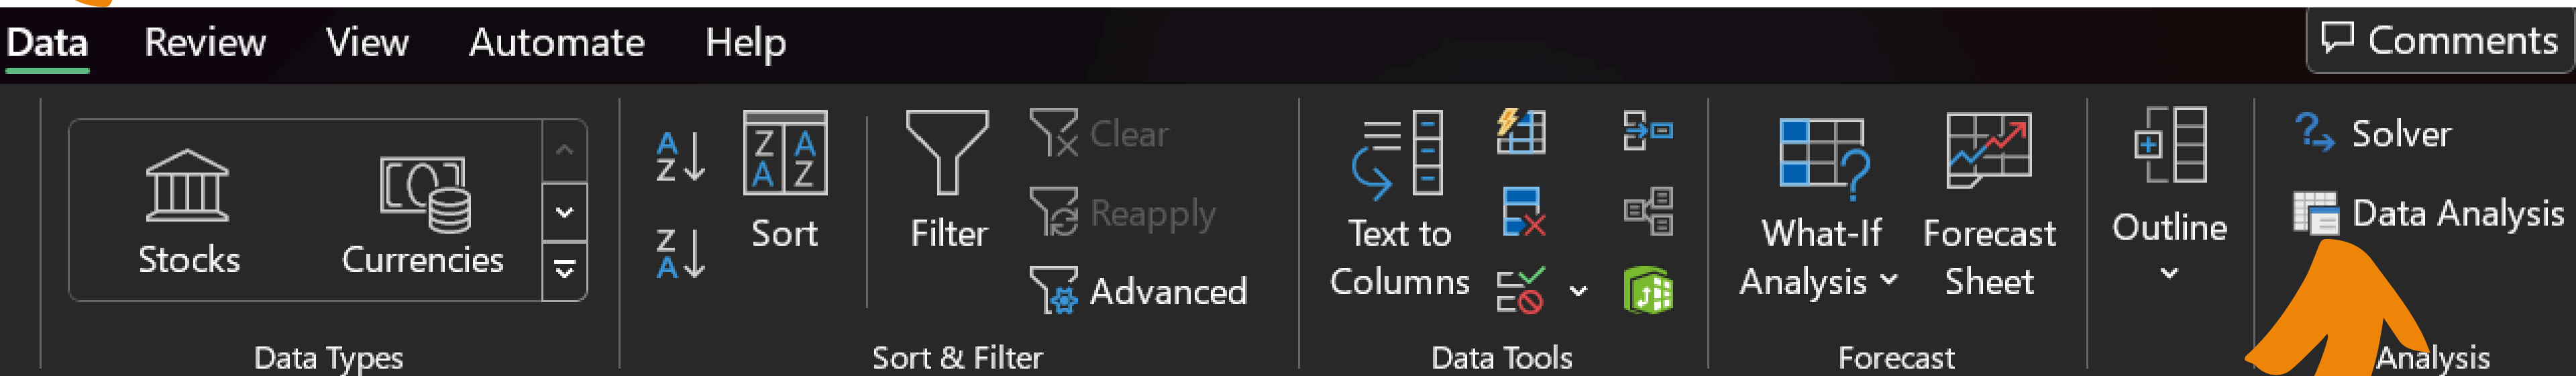 Data Review View Automate Help Comments
Stocks Currencies
Data Types
Sort
Filter
Clear
Reapply
Advanced
Sort & Filter
Text to
Columns
Data Tools
What-If
Analysis
Forecast
Sheet
Forecast
Outline
Solver
Data Analysis
Analysis